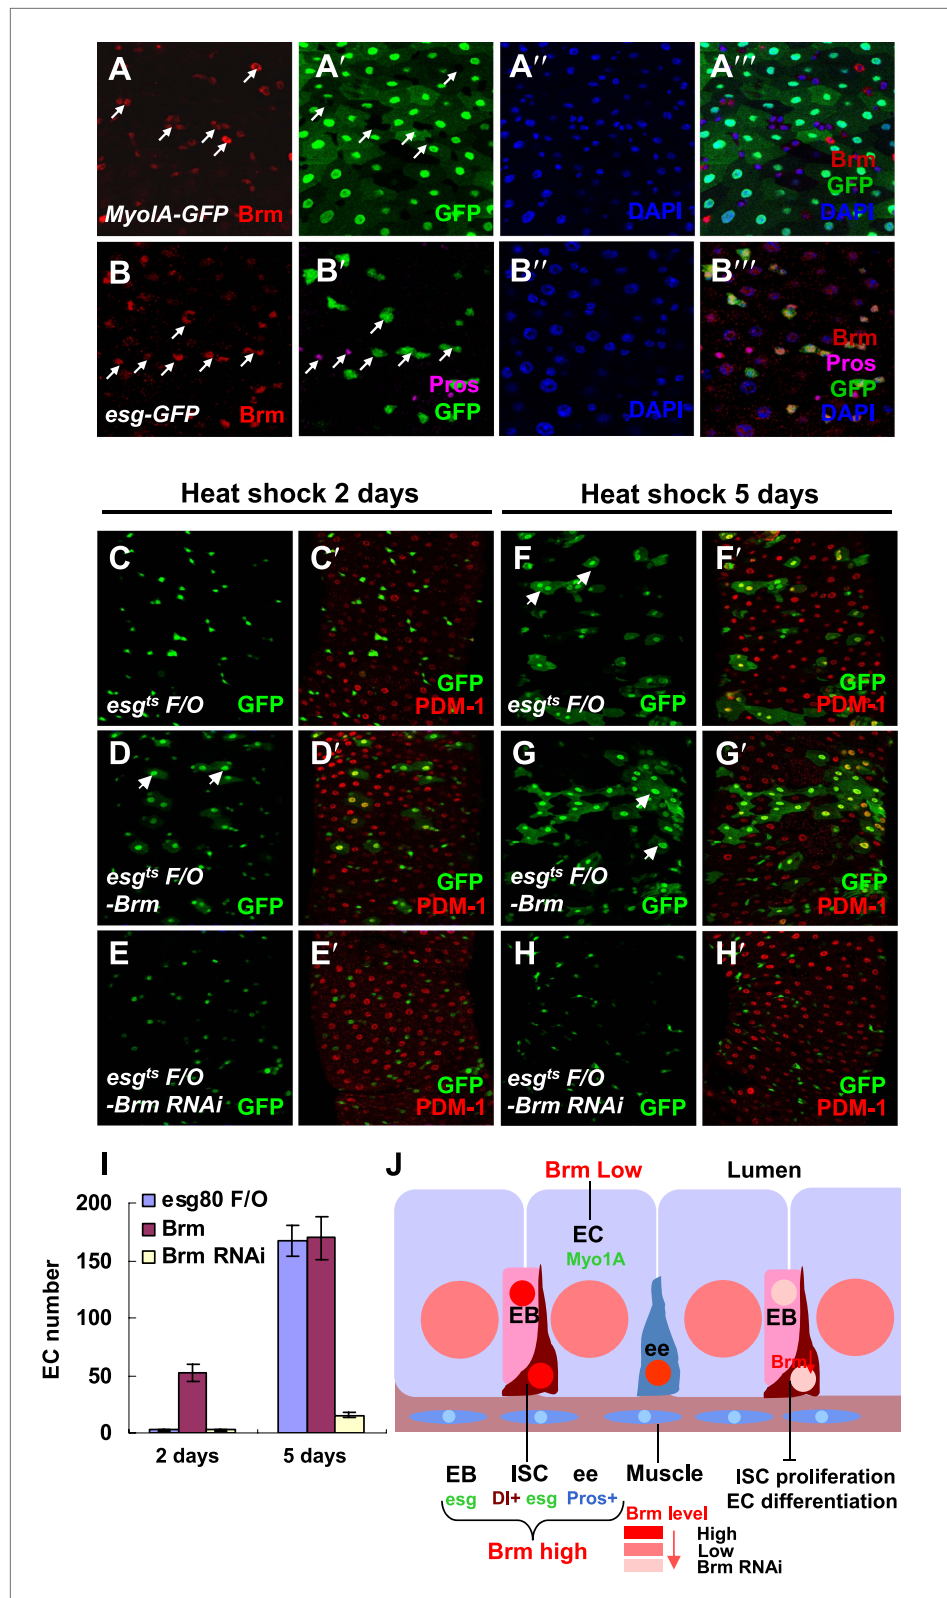 A A′ A″ A‴
Brm
GFP
MyoIA-GFP Brm GFP DAPI DAPI
B B′ B″ B‴
Brm
Pros Pros
GFP
esg-GFP Brm GFP DAPI DAPI
Heat shock 2 days Heat shock 5 days
C C′ F F′
GFP GFP
esgts F/O GFP PDM-1 esgts F/O GFP PDM-1
D D′ G G′
esgts F/O GFP esgts F/O GFP
-Brm GFP PDM-1 -Brm GFP PDM-1
E E′ H H′
esgts F/O GFP esgts F/O GFP
-Brm RNAi GFP PDM-1 -Brm RNAi GFP PDM-1
I
EC number
200
150
100
50
0
esg80 F/O
Brm
Brm RNAi
2 days 5 days
J
Brm Low Lumen
EC
Myo1A
EB EB
ee
Brm
EB ISC ee Muscle
esg Dl+ esg Pros+
Brm high
ISC proliferation
EC differentiation
Brm level
High
Low
Brm RNAi